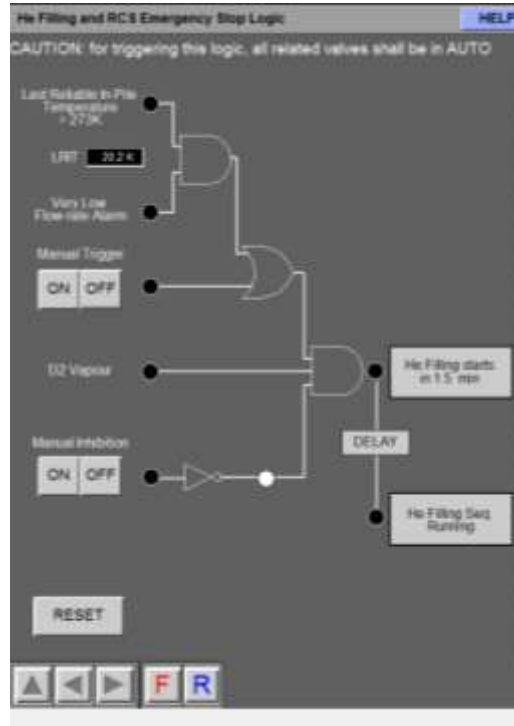 He Filling and RCS Emergency Stop Logic
HELP
CAUTION: for triggering this logic, all related valves shall be in AUTO
Last Reliable In-Pile
Temperature
> 273K
LRIT 20.2 K
Very Low
Flow-rate Alarm
Manual Trigger
ON OFF
D2 Vapour
He Filling starts
in 1.5 min
Manual Inhibition
ON OFF
DELAY
He Filling Seq.
Running
RESET
F R